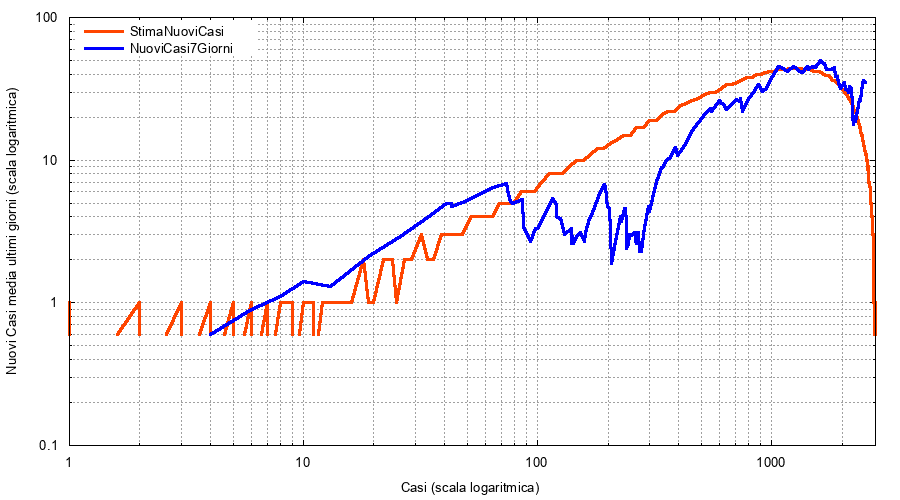 100
StimaNuoviCasi
NuoviCasi7Giorni
10
1
0.1
Nuovi Casi media ultimi giorni (scala logaritmica)
1
10
100
1000
Casi (scala logaritmica)